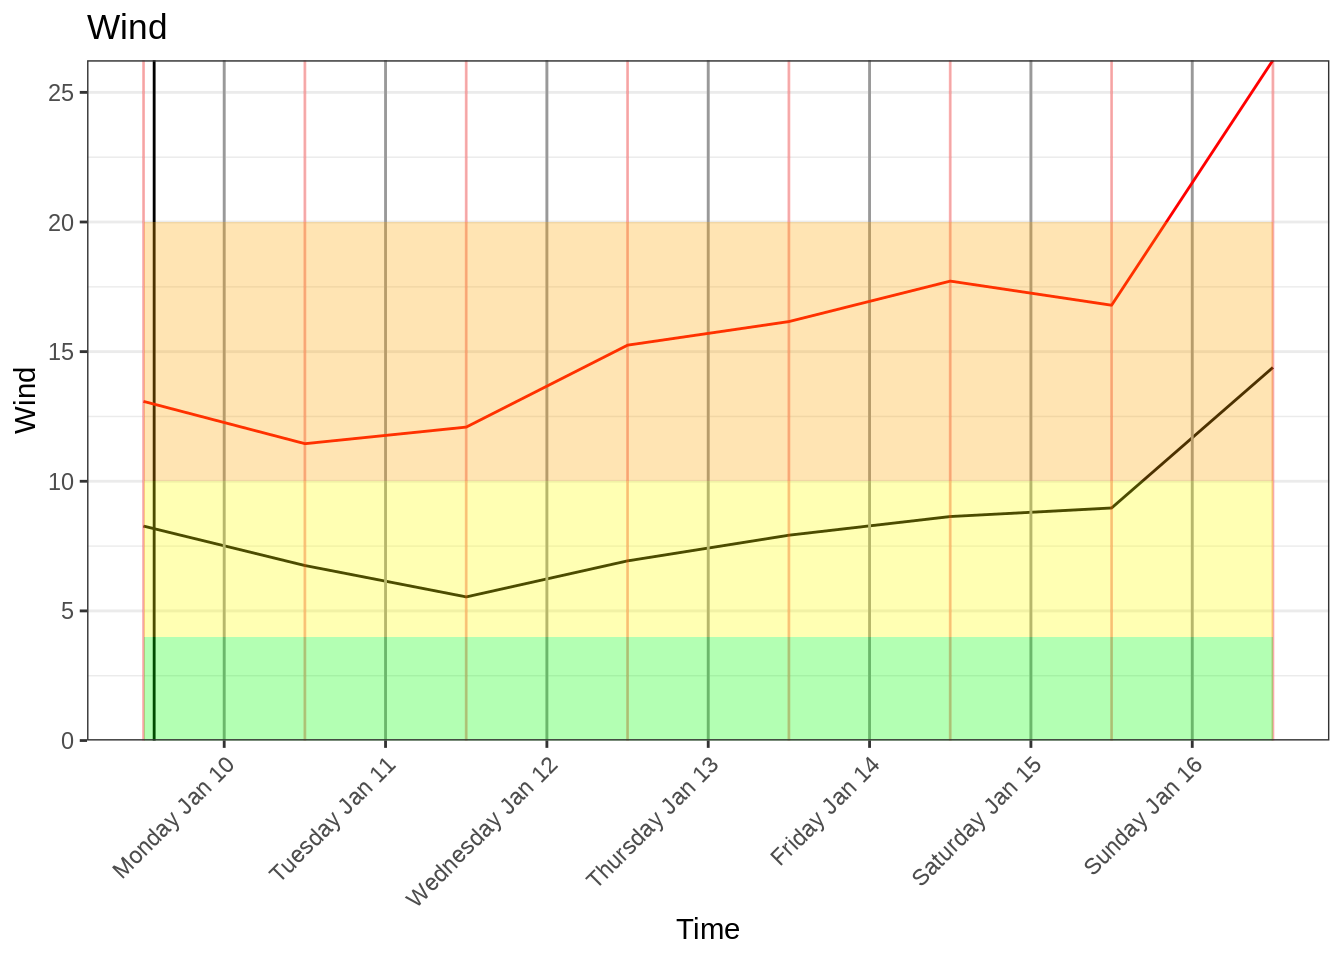 Wind
25
20
15
10
5
0
Wind
Monday Jan 10
Tuesday Jan 11
Wednesday Jan 12
Thursday Jan 13
Friday Jan 14
Saturday Jan 15
Sunday Jan 16
Time